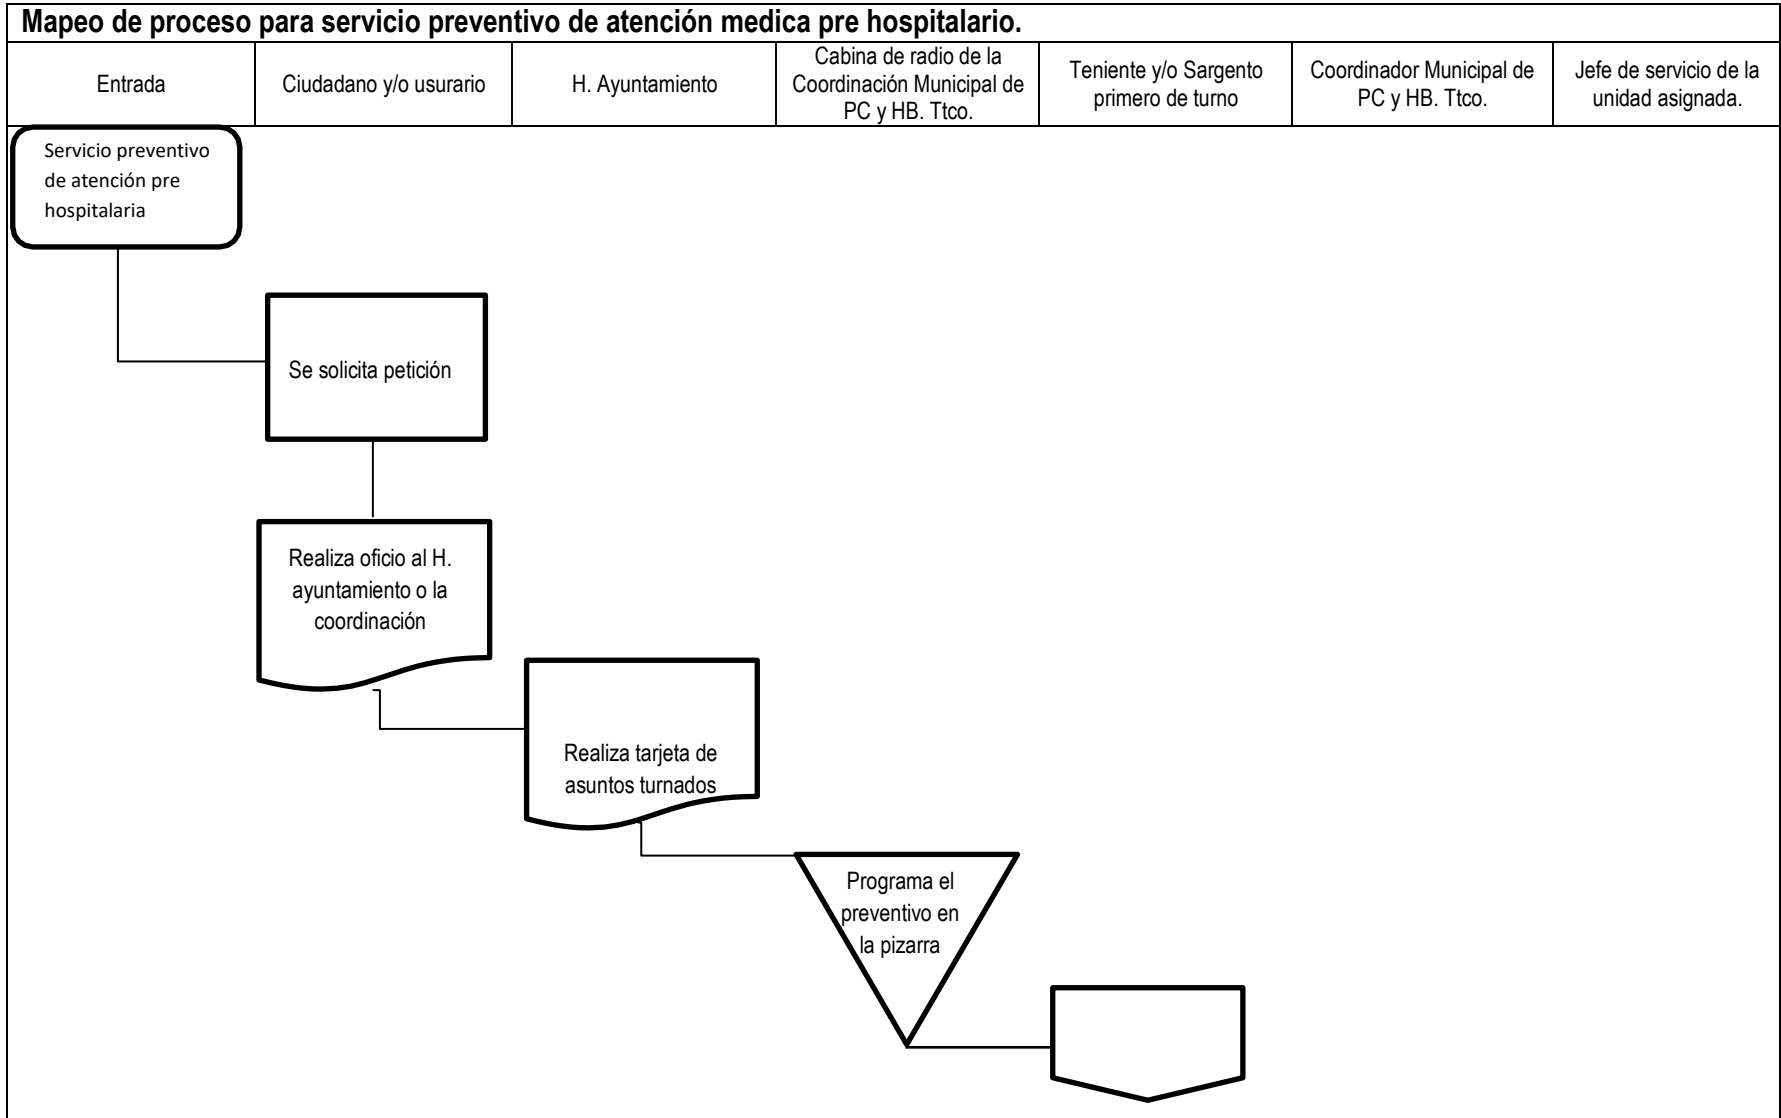 Mapeo de proceso para servicio preventivo de atención medica pre hospitalario.
Entrada
Ciudadano y/o usurario
H. Ayuntamiento
Cabina de radio de la
Coordinación Municipal de
PC y HB. Ttco.
Teniente y/o Sargento
primero de turno
Coordinador Municipal de
PC y HB. Ttco.
Jefe de servicio de la
unidad asignada.
Servicio preventivo
de atención pre
hospitalaria
Se solicita petición
Realiza oficio al H.
ayuntamiento o la
coordinación
Realiza tarjeta de
asuntos turnados
Programa el
preventivo en
la pizarra